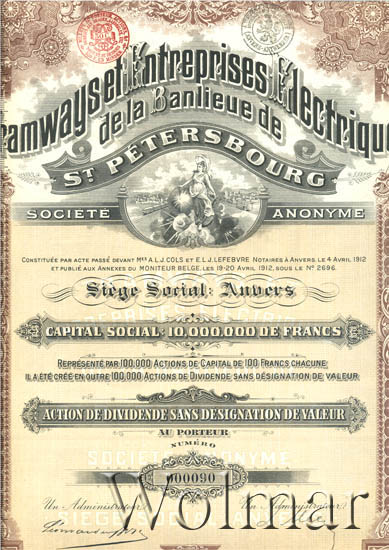 Tramways et Entreprises Electriques
de la Banlieue de
ST PÉTERSBOURG
SOCIÉTÉ ANONYME
CONSTITUÉE PAR ACTE PASSÉ DEVANT MES A.L.J. COLS ET E.L.J. LEFEBVRE NOTAIRES À ANVERS, LE 4 AVRIL 1912
ET PUBLIÉ AUX ANNEXES DU MONITEUR BELGE, LES 19-20 AVRIL 1912, SOUS LE No 2696.
Siège Social: Anvers
CAPITAL SOCIAL: 10.000.000 DE FRANCS
REPRÉSENTÉ PAR 100.000 ACTIONS DE CAPITAL DE 100 FRANCS CHACUNE
IL A ÉTÉ CRÉÉ EN OUTRE 100.000 ACTIONS DE DIVIDENDE SANS DÉSIGNATION DE VALEUR
ACTION DE DIVIDENDE SANS DÉSIGNATION DE VALEUR
AU PORTEUR
NUMÉRO
000090
Un Administrateur Un Administrateur
Wolmar